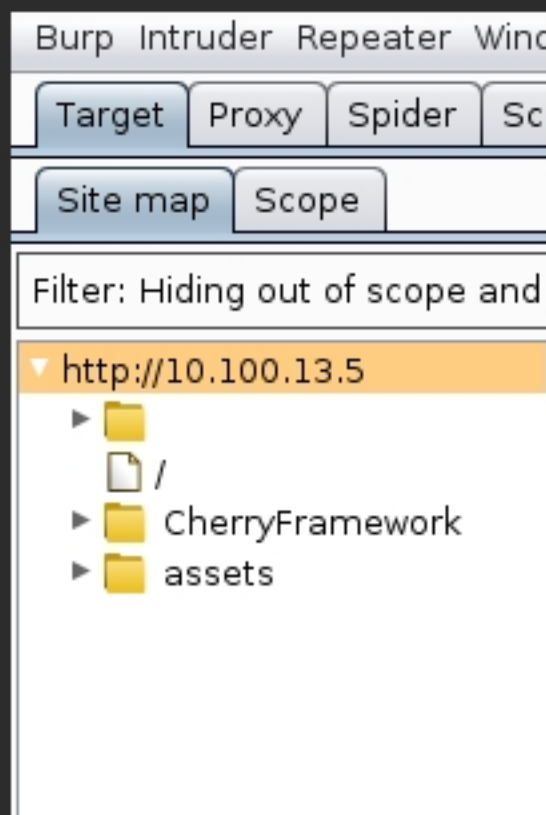 Burp Intruder Repeater
Target Proxy Spider
Site map Scope
Filter: Hiding out of scope and
http://10.100.13.5
/
CherryFramework
assets